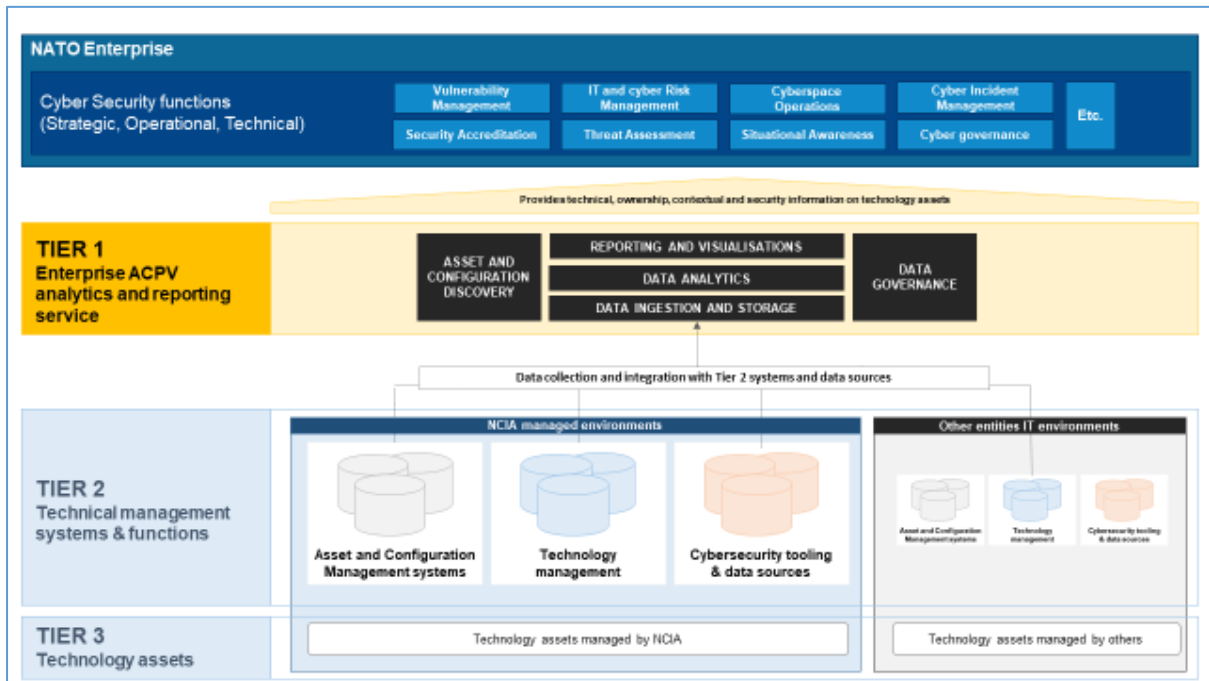 NATO Enterprise
Cyber Security functions
(Strategic, Operational, Technical)
Vulnerability
Management
IT and cyber Risk
Management
Cyberspace
Operations
Cyber Incident
Management
Etc.
Security Accreditation
Threat Assessment
Situational Awareness
Cyber governance
Provides technical, ownership, contextual and security information on technology assets
TIER 1
Enterprise ACPV
analytics and reporting
service
ASSET AND
CONFIGURATION
DISCOVERY
REPORTING AND VISUALISATIONS
DATA ANALYTICS
DATA INGESTION AND STORAGE
DATA
GOVERNANCE
Data collection and integration with Tier 2 systems and data sources
TIER 2
Technical management
systems & functions
NCIA managed environments
Asset and Configuration
Management systems
Technology
management
Cybersecurity tooling
& data sources
Other entities IT environments
Asset and Configuration
Management systems
Technology
management
Cybersecurity tooling
& data sources
TIER 3
Technology assets
Technology assets managed by NCIA
Technology assets managed by others